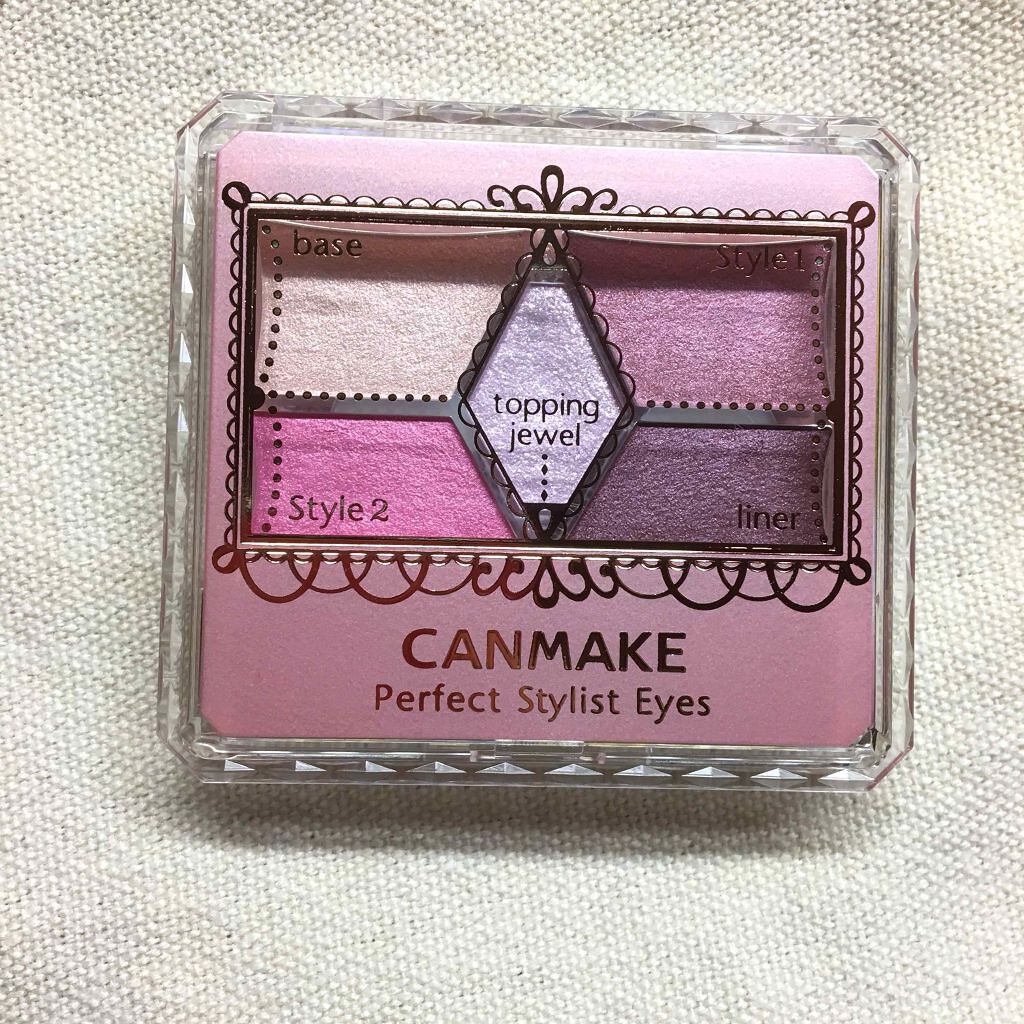 base
Style1
topping
jewel
Style2
liner
CANMAKE
Perfect Stylist Eyes